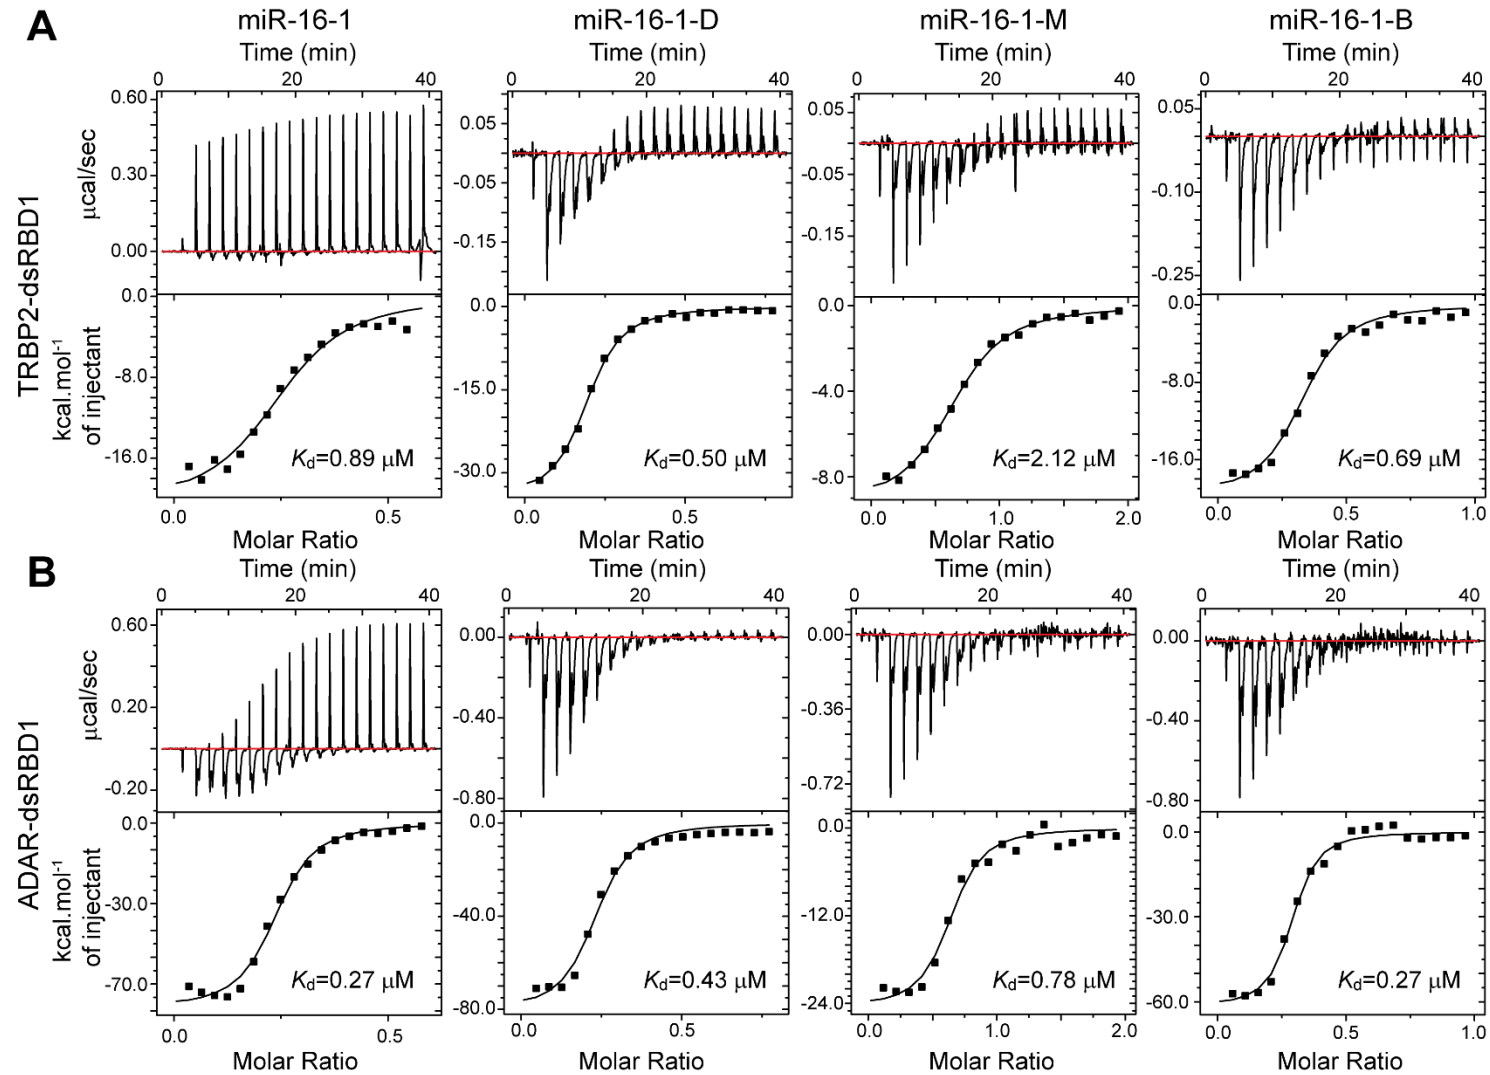 A
miR-16-1
miR-16-1-D
miR-16-1-M
miR-16-1-B
Time (min)
Time (min)
Time (min)
Time (min)
0 20 40
0 20 40
0 20 40
0 20 40
TRBP2-dsRBD1
µcal/sec
0.60
0.30
0.00
0.05
-0.05
-0.15
0.05
-0.05
-0.15
0.05
-0.10
-0.25
kcal.mol-1
of injectant
0.0
-8.0
-16.0
Kd=0.89 µM
0.0
-15.0
-30.0
Kd=0.50 µM
0.0
-4.0
-8.0
Kd=2.12 µM
0.0
-8.0
-16.0
Kd=0.69 µM
0.0 0.5
0.0 0.5
0.0 1.0 2.0
0.0 0.5 1.0
Molar Ratio
Molar Ratio
Molar Ratio
Molar Ratio
B
Time (min)
Time (min)
Time (min)
Time (min)
0 20 40
0 20 40
0 20 40
0 20 40
ADAR-dsRBD1
µcal/sec
0.60
0.20
-0.20
0.00
-0.40
-0.80
0.00
-0.36
-0.72
0.00
-0.40
-0.80
kcal.mol-1
of injectant
0.0
-30.0
-70.0
Kd=0.27 µM
0.0
-40.0
-80.0
Kd=0.43 µM
0.0
-12.0
-24.0
Kd=0.78 µM
0.0
-30.0
-60.0
Kd=0.27 µM
0.0 0.5
0.0 0.5
0.0 1.0 2.0
0.0 0.5 1.0
Molar Ratio
Molar Ratio
Molar Ratio
Molar Ratio